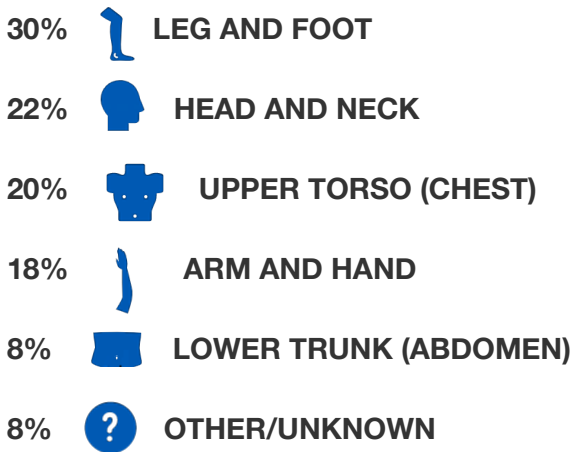 30% LEG AND FOOT
22% HEAD AND NECK
20% UPPER TORSO (CHEST)
18% ARM AND HAND
8% LOWER TRUNK (ABDOMEN)
8% ? OTHER/UNKNOWN